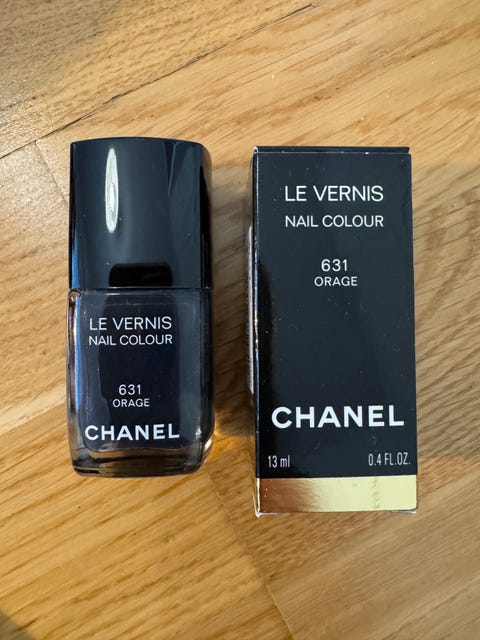 LE VERNIS
NAIL COLOUR
631
ORAGE
CHANEL
LE VERNIS
NAIL COLOUR
631
ORAGE
CHANEL
13 ml 0.4 FL.OZ.